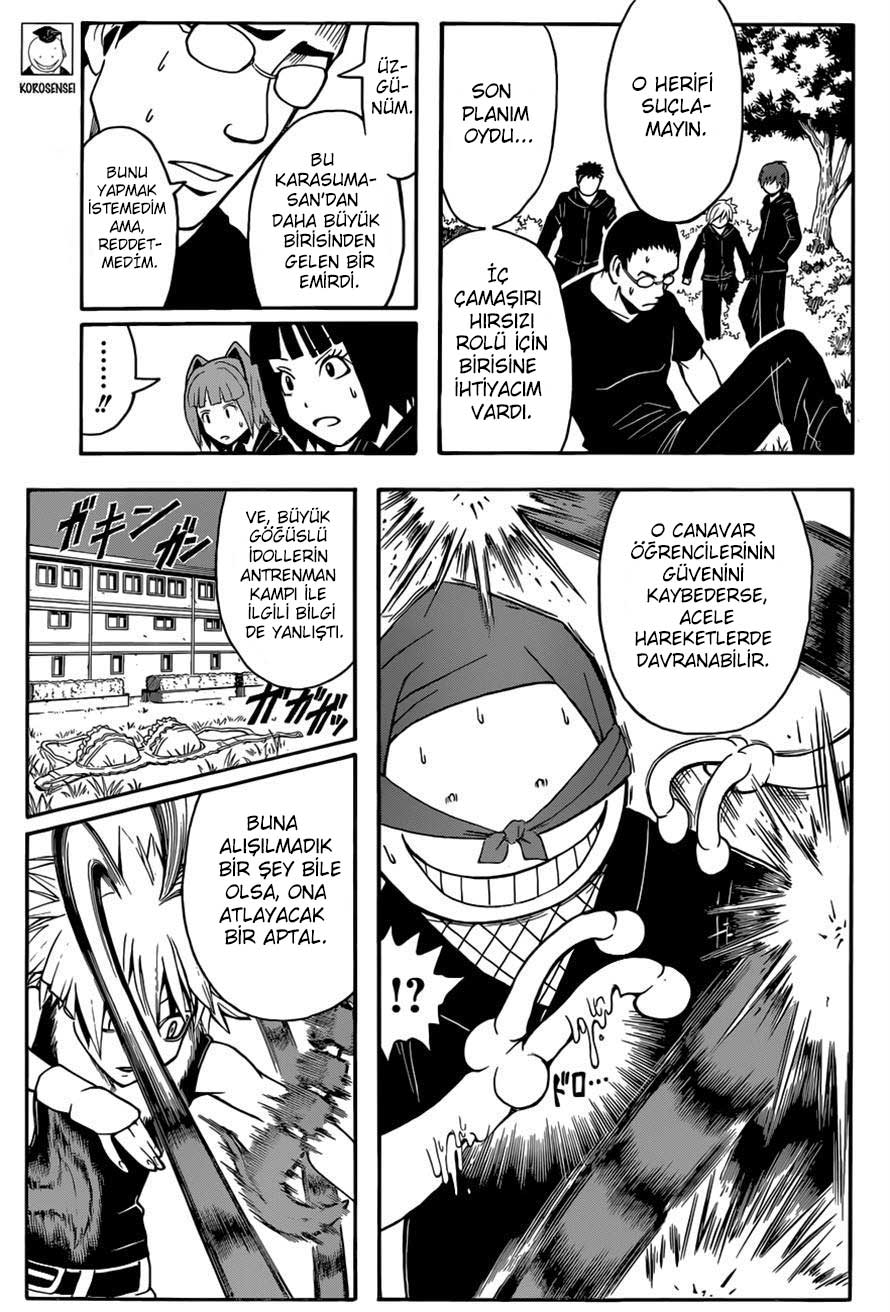 O HERİFİ
SUÇLA-
MAYIN.
SON
PLANIM
OYDU...
İÇ
ÇAMAŞIRI
HIRSIZI
ROLÜ İÇİN
BİRİSİNE
İHTİYACIM
VARDI.
ÜZ-
GÜ-
NÜM.
BU
KARASUMA-
SAN'DAN
DAHA BÜYÜK
BİRİSİNDEN
GELEN BİR
EMİRDİ.
BUNU
YAPMAK
İSTEMEDİM
AMA,
REDDET-
MEDİM.
KOROSENSEI
......!!
O CANAVAR
ÖĞRENCİLERİNİN
GÜVENİNİ
KAYBEDERSE,
ACELE
HAREKETLERDE
DAVRANABİLİR.
!?
ドロ...
VE, BÜYÜK
GÖĞÜSLÜ
İDOLLERİN
ANTRENMAN
KAMPI İLE
İLGİLİ BİLGİ
DE YANLIŞTI.
ガキン
ガン
ガガガッ
BUNA
ALIŞILMADIK
BİR ŞEY BİLE
OLSA, ONA
ATLAYACAK
BİR APTAL.